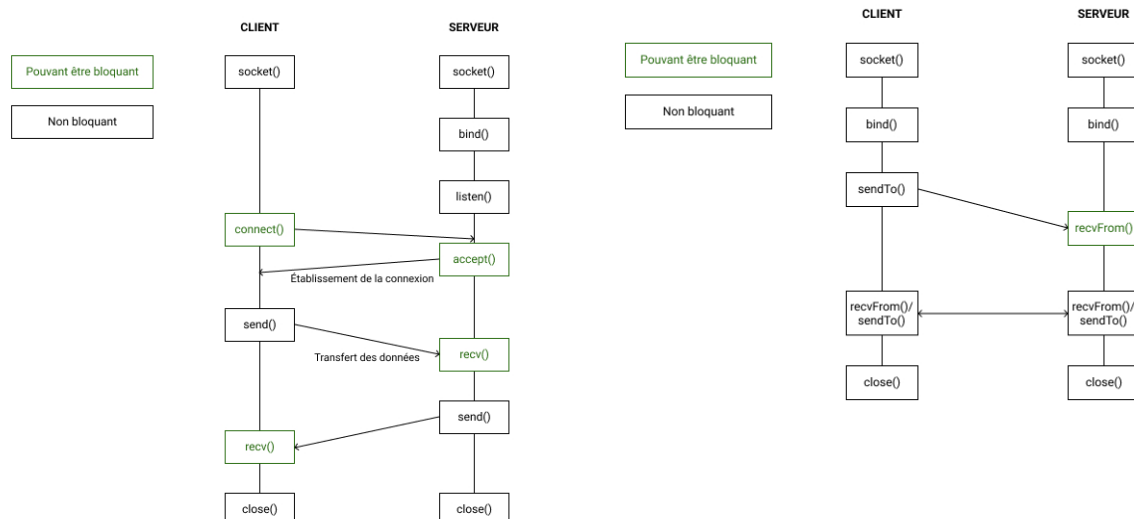 CLIENT
SERVEUR
Pouvant être bloquant
Non bloquant
socket()
socket()
bind()
listen()
connect()
accept()
Établissement de la connexion
send()
Transfert des données
recv()
send()
recv()
close()
close()
CLIENT
SERVEUR
Pouvant être bloquant
Non bloquant
socket()
socket()
bind()
bind()
sendTo()
recvFrom()
recvFrom()/
sendTo()
recvFrom()/
sendTo()
close()
close()